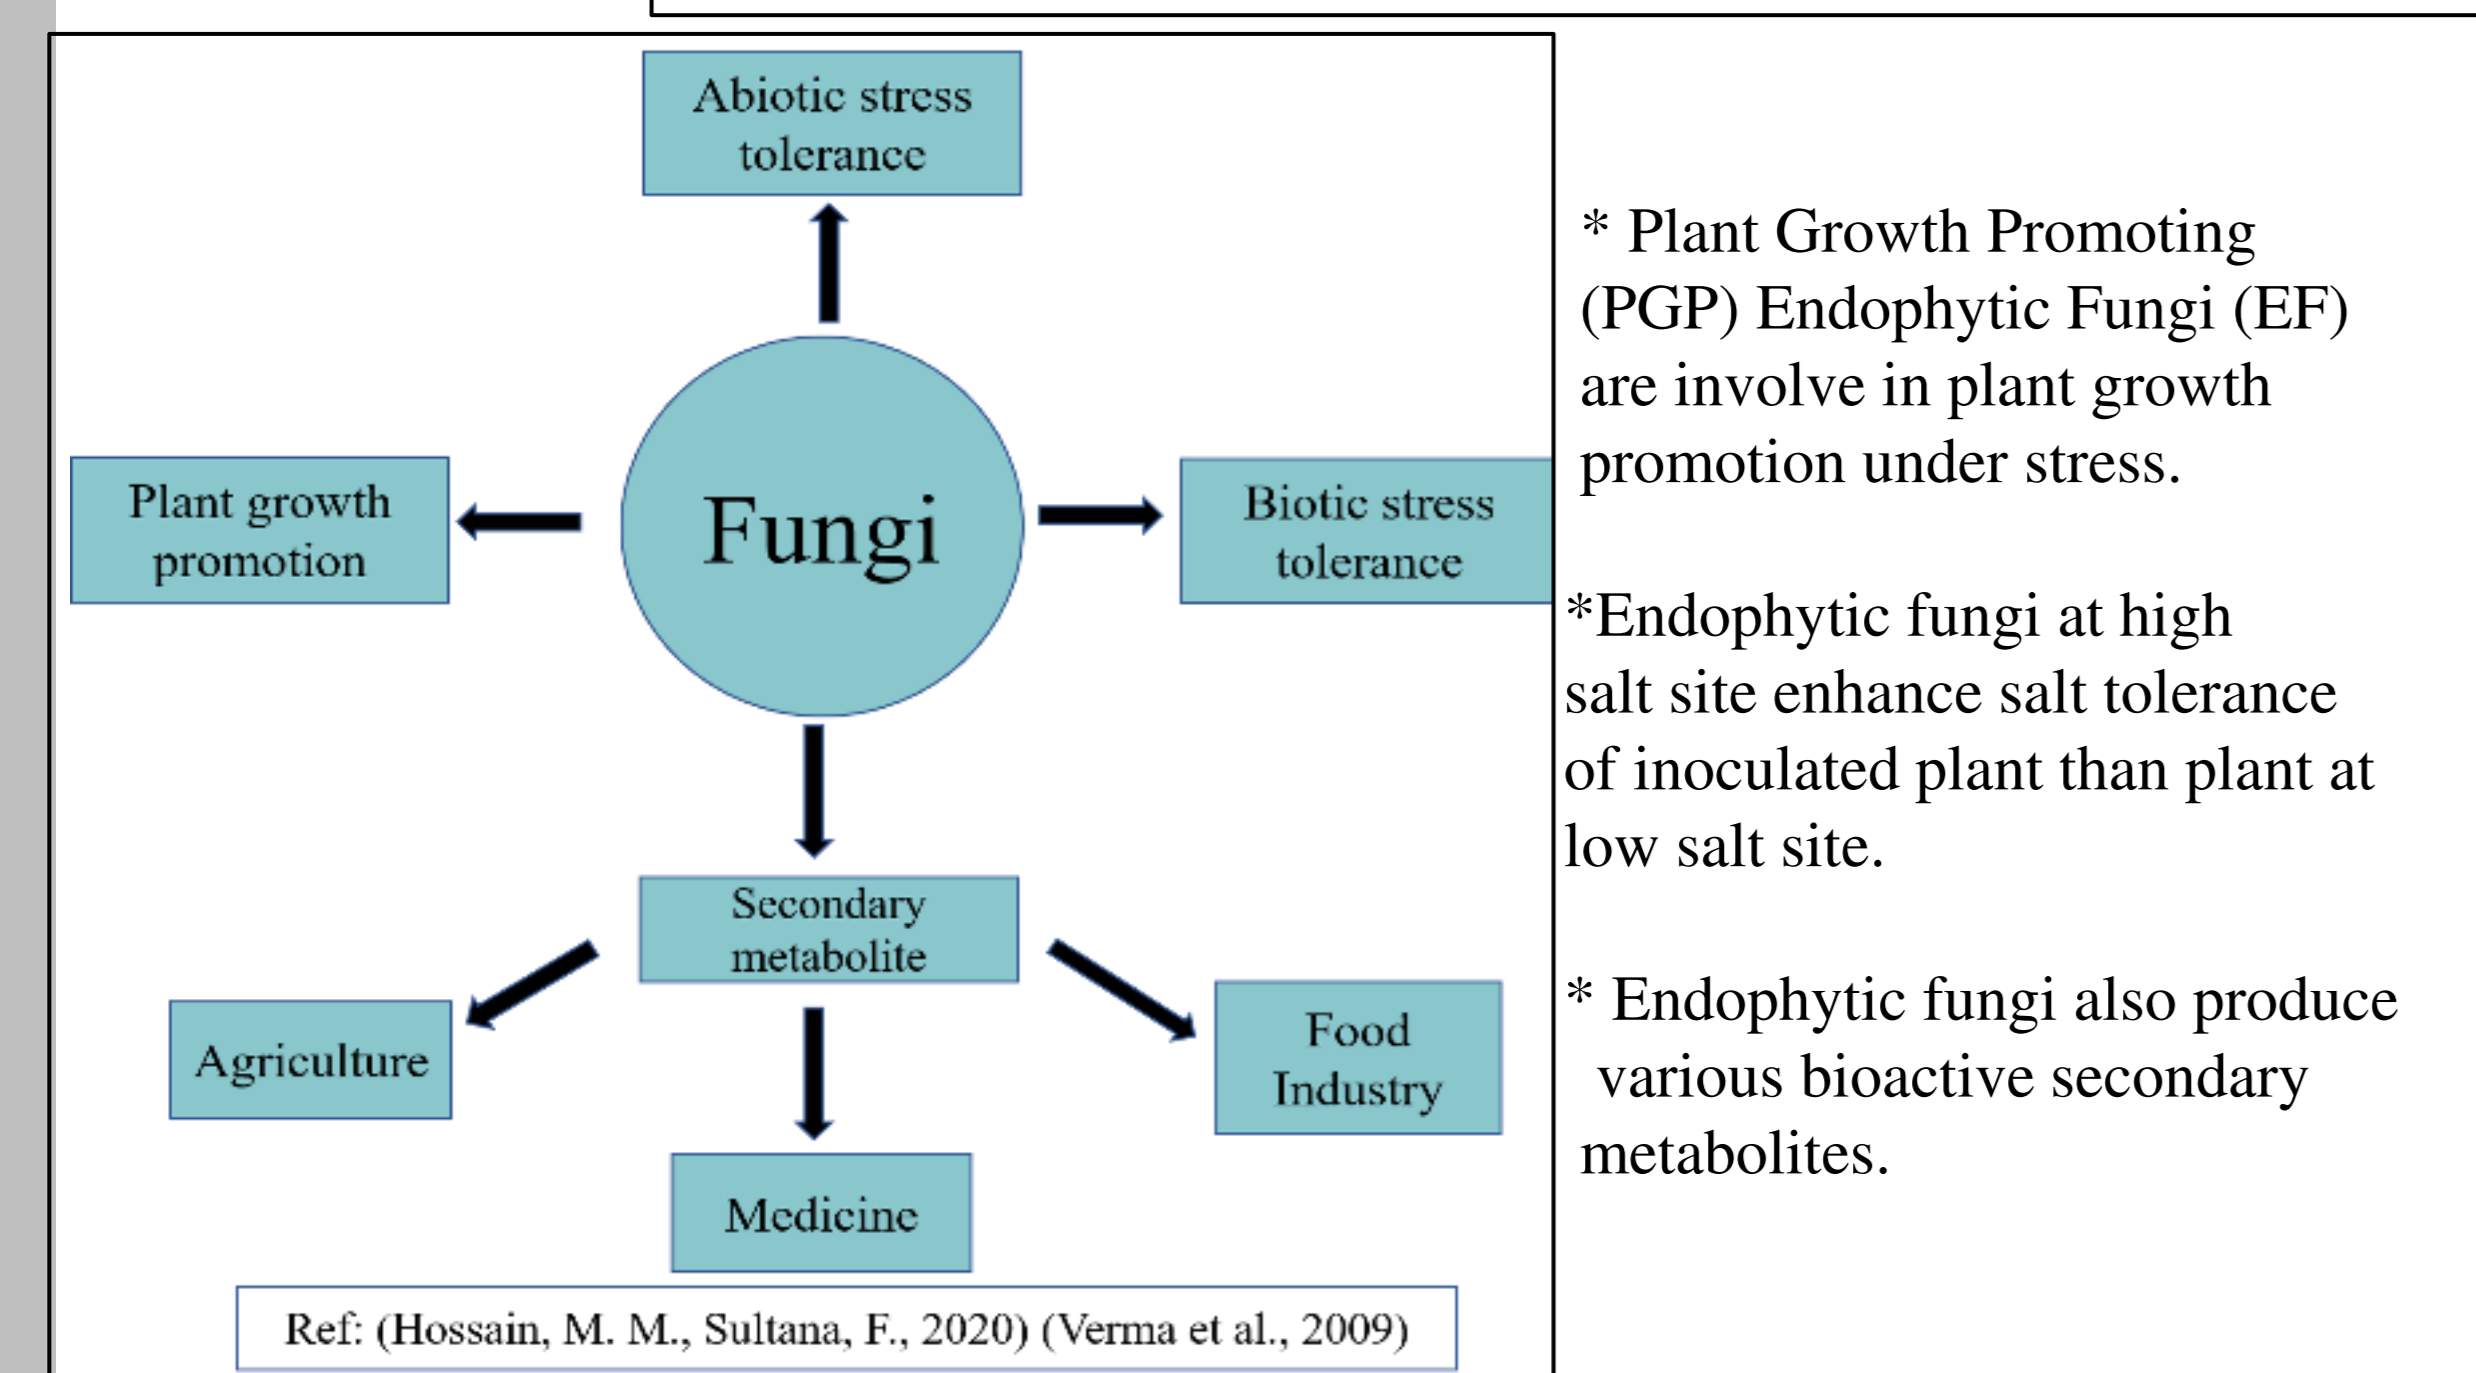 Abiotic stress
tolerance
Plant growth
promotion
Fungi
Biotic stress
tolerance
Secondary
metabolite
Agriculture
Food
Industry
Medicine
Ref: (Hossain, M. M., Sultana, F., 2020) (Verma et al., 2009)
* Plant Growth Promoting
(PGP) Endophytic Fungi (EF)
are involve in plant growth
promotion under stress.
*Endophytic fungi at high
salt site enhance salt tolerance
of inoculated plant than plant at
low salt site.
* Endophytic fungi also produce
various bioactive secondary
metabolites.